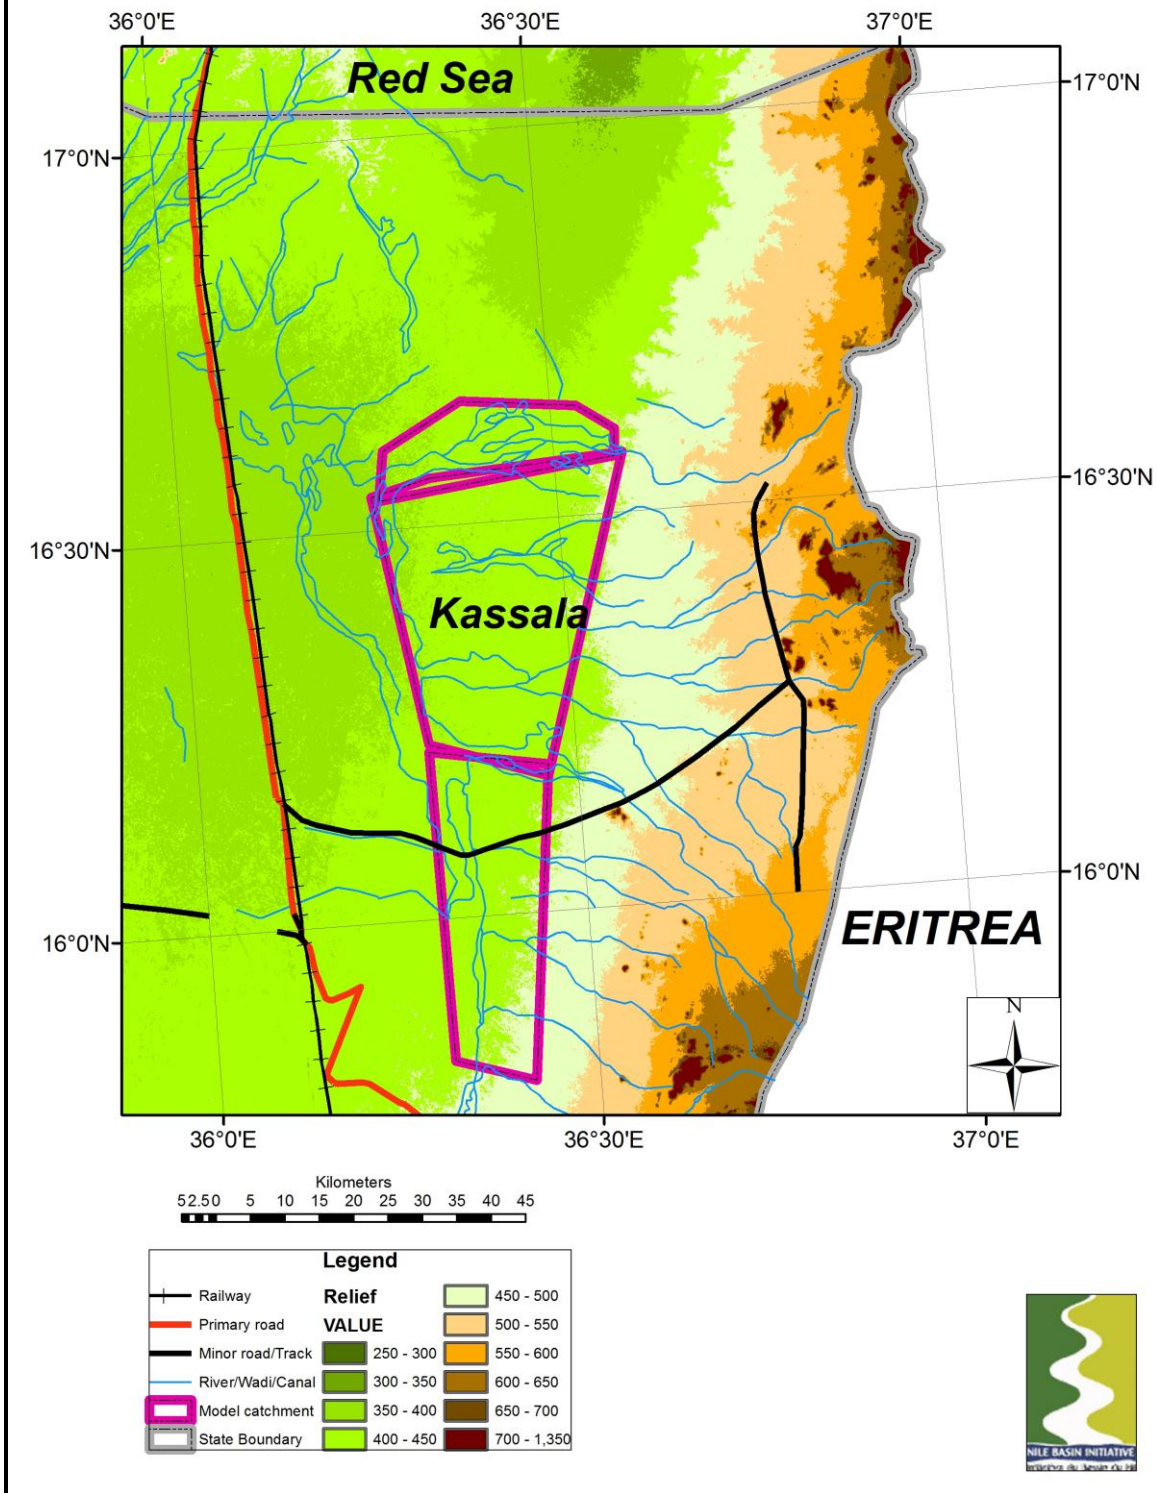 36°0'E 36°30'E 37°0'E
Red Sea
17°0'N
17°0'N
16°30'N
16°30'N
Kassala
16°0'N
ERITREA
16°0'N
N
36°0'E 36°30'E 37°0'E
Kilometers
5 2.5 0 5 10 15 20 25 30 35 40 45
Legend
Railway
Primary road
Minor road/Track
River/Wadi/Canal
Model catchment
State Boundary
Relief
VALUE
250 - 300
300 - 350
350 - 400
400 - 450
450 - 500
500 - 550
550 - 600
600 - 650
650 - 700
700 - 1,350
NILE BASIN INITIATIVE